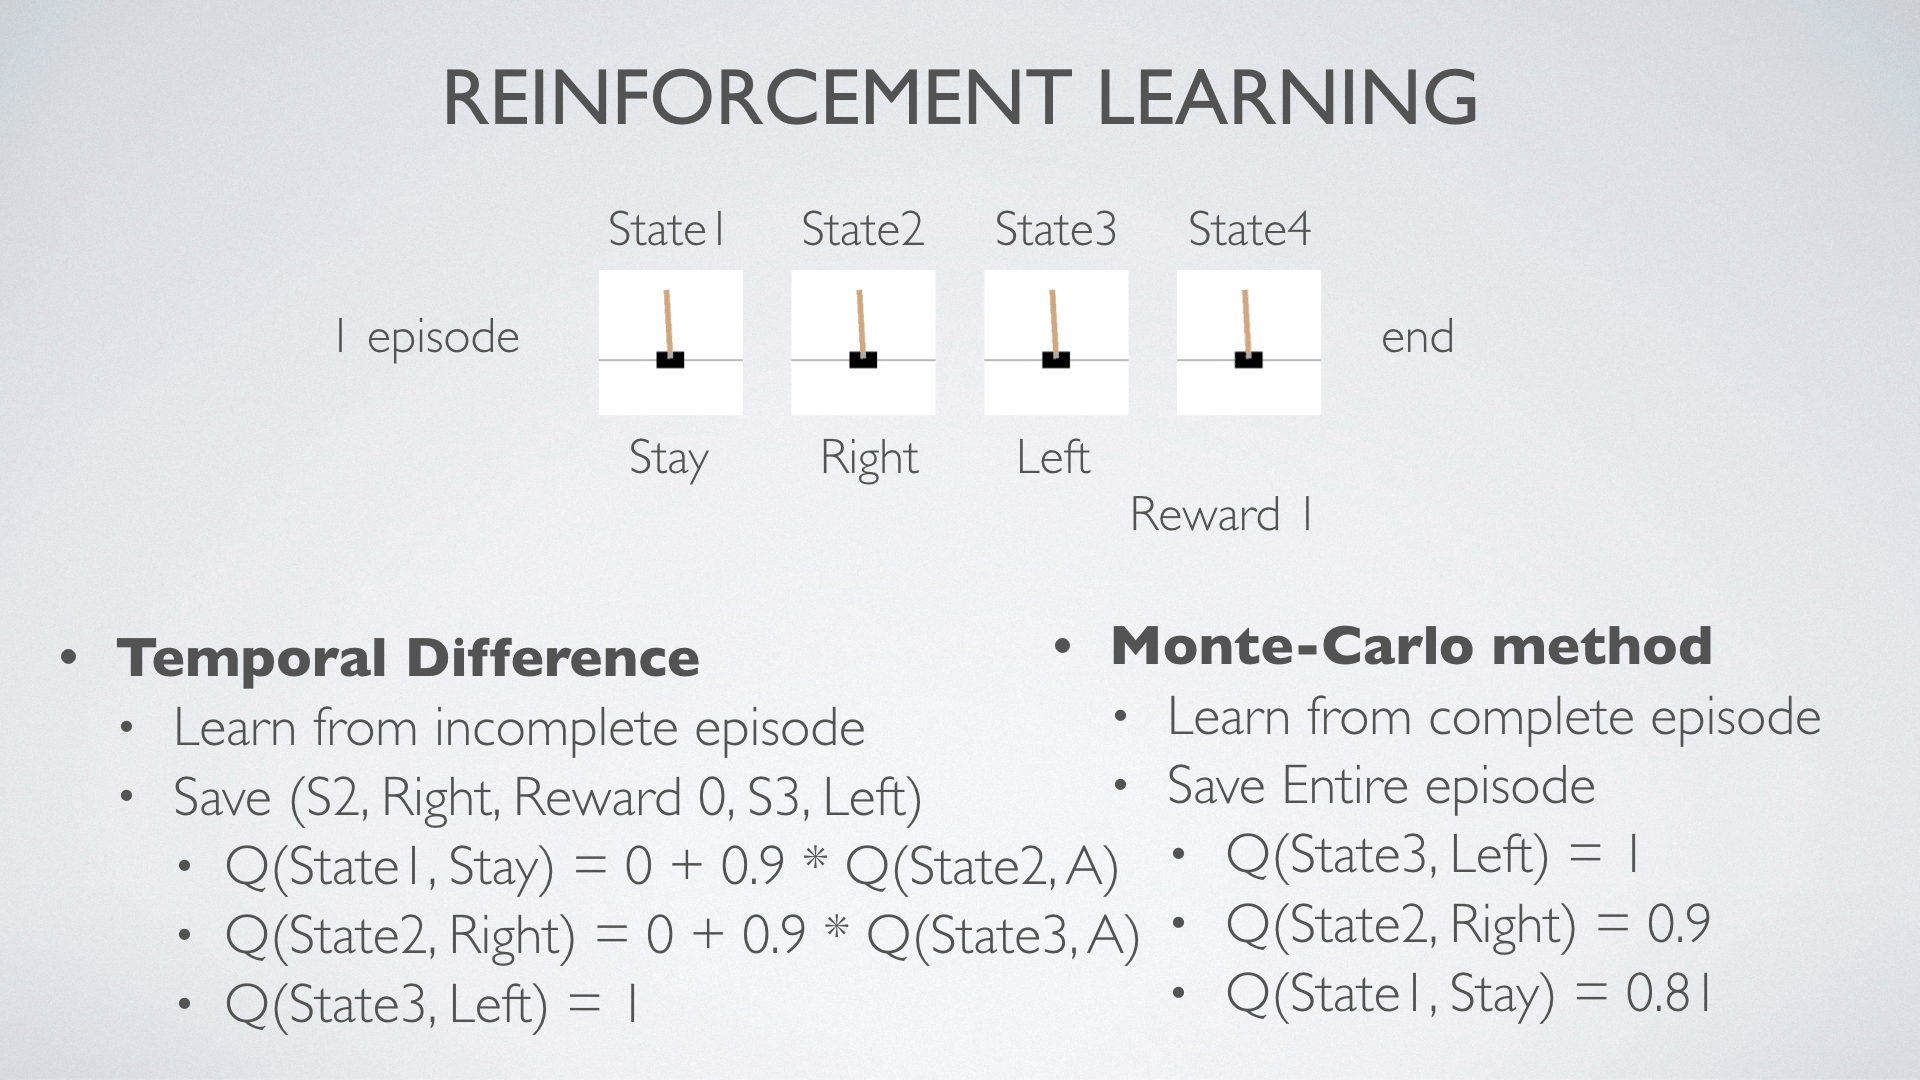 REINFORCEMENT LEARNING
State1 State2 State3 State4
1 episode end
Stay Right Left
Reward 1
• Temporal Difference
• Learn from incomplete episode
• Save (S2, Right, Reward 0, S3, Left)
• Q(State1, Stay) = 0 + 0.9 * Q(State2, A)
• Q(State2, Right) = 0 + 0.9 * Q(State3, A)
• Q(State3, Left) = 1
• Monte-Carlo method
• Learn from complete episode
• Save Entire episode
• Q(State3, Left) = 1
• Q(State2, Right) = 0.9
• Q(State1, Stay) = 0.81